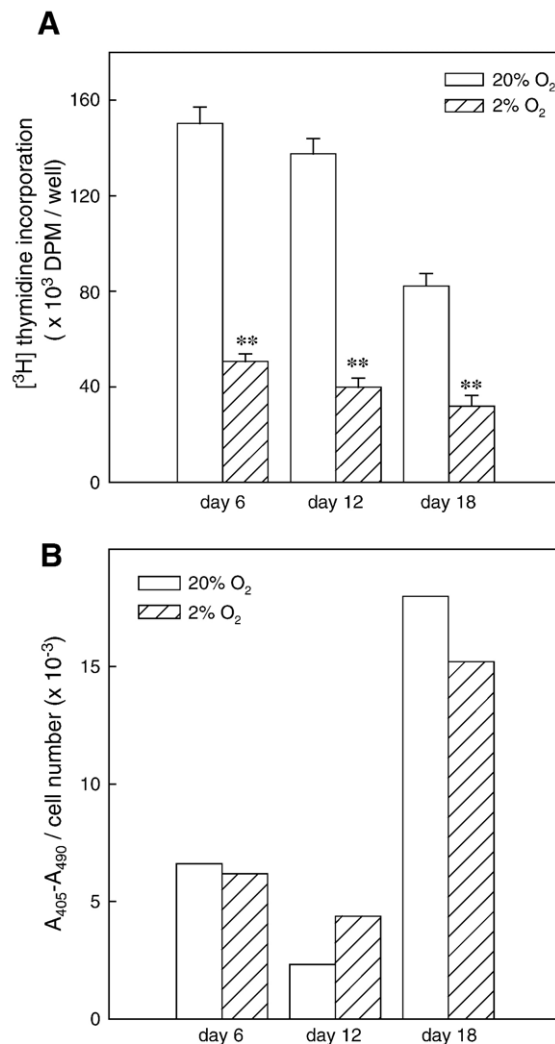 A
20% O₂
2% O₂
160
120
80
40
0
[³H] thymidine incorporation
( x 10³ DPM / well)
**
**
**
day 6
day 12
day 18
B
20% O₂
2% O₂
15
10
5
0
A₄₀₅-A₄₉₀ / cell number (x 10⁻³)
day 6
day 12
day 18